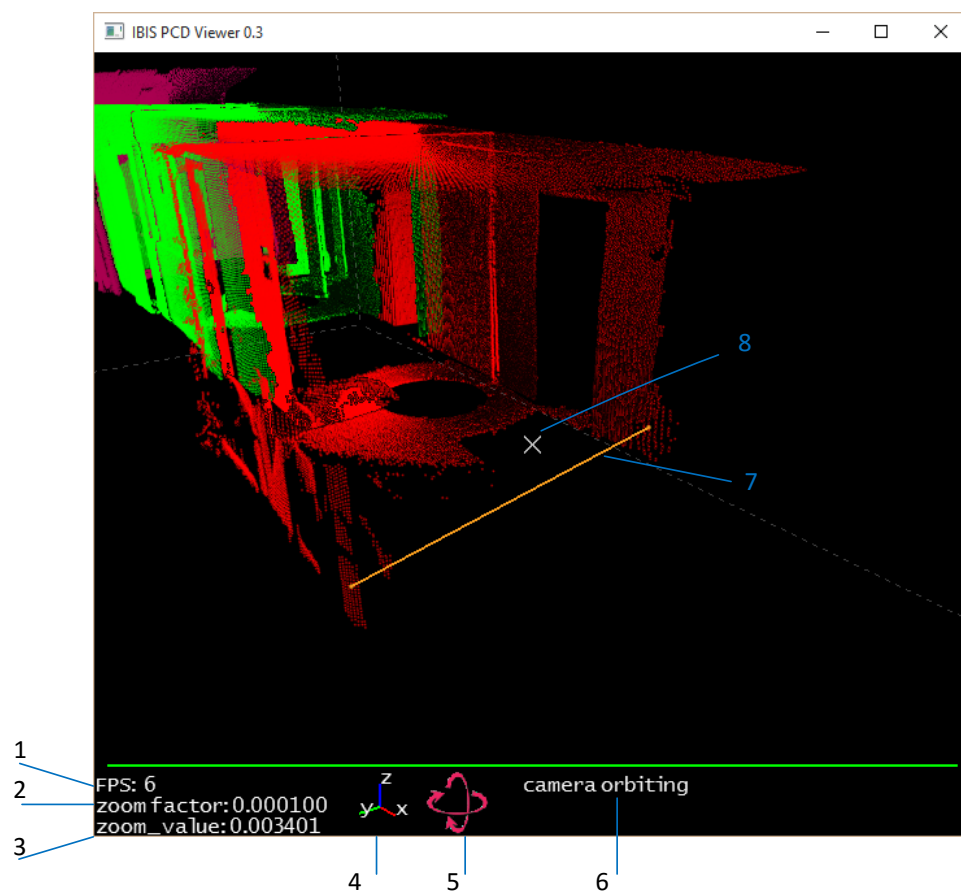 IBIS PCD Viewer 0.3
8
7
1
FPS: 6
2
zoom factor: 0.000100
zoom_value: 0.003401
3
z
y x
camera orbiting
4 5 6